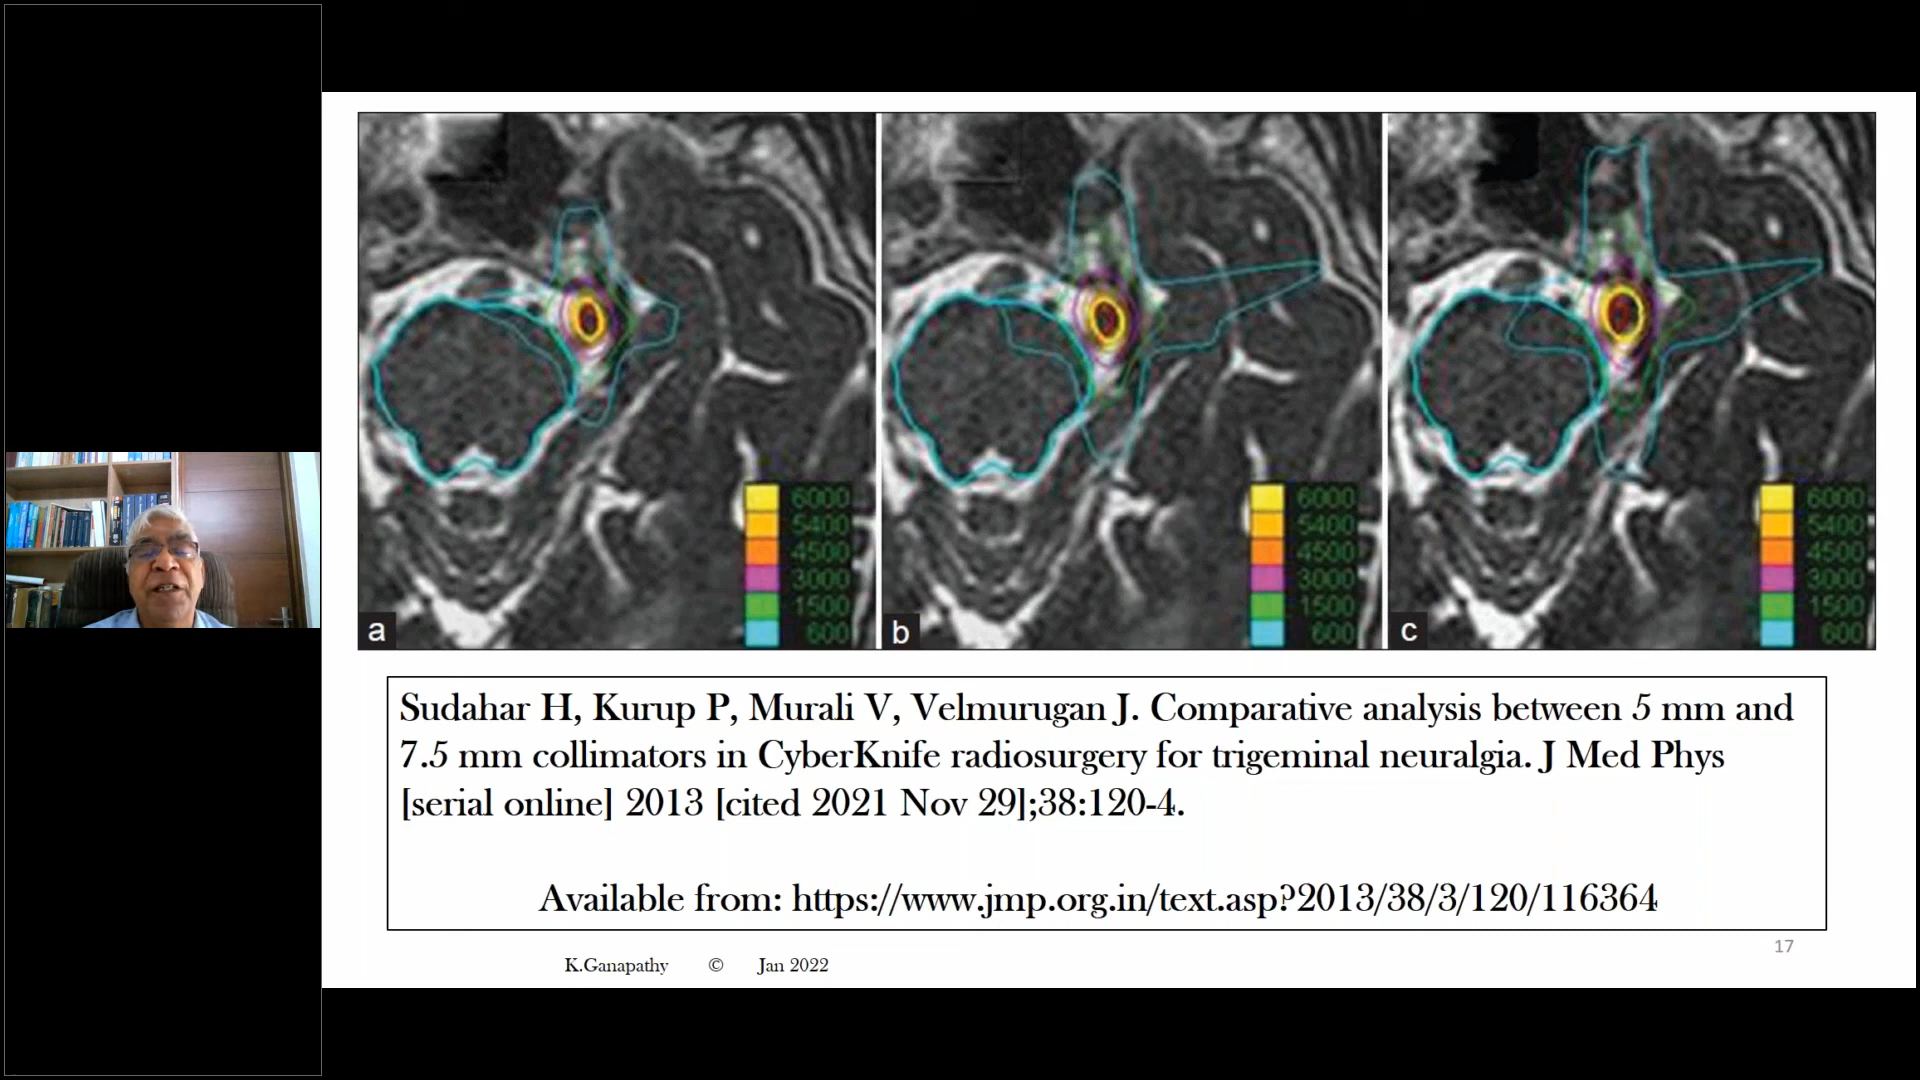 6000
5400
4500
3000
1500
600
a
6000
5400
4500
3000
1500
600
b
6000
5400
4500
3000
1500
600
c
Sudahar H, Kurup P, Murali V, Velmurugan J. Comparative analysis between 5 mm and
7.5 mm collimators in CyberKnife radiosurgery for trigeminal neuralgia. J Med Phys
[serial online] 2013 [cited 2021 Nov 29];38:120-4.
Available from: https://www.jmp.org.in/text.asp?2013/38/3/120/116364
17
K.Ganapathy © Jan 2022